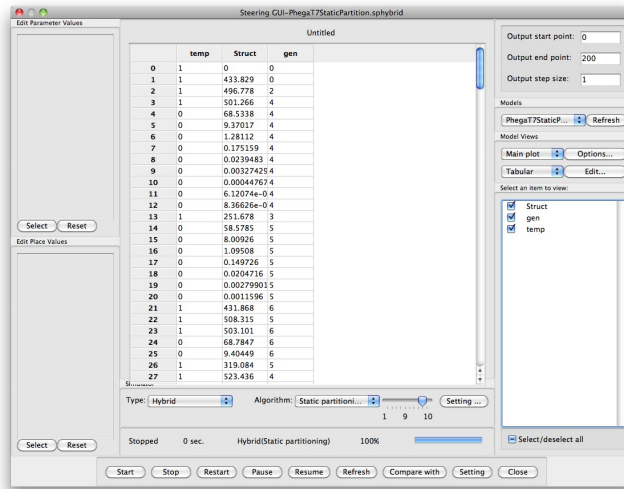 Steering GUI-PhegaT7StaticPartition.sphybrid
Edit Parameter Values
Select Reset
Edit Place Values
Select Reset
Untitled
temp Struct gen
0 1 0 0
1 1 433.829 0
2 1 496.778 2
3 1 501.266 4
4 0 68.5338 4
5 0 9.37017 4
6 0 1.28112 4
7 0 0.175159 4
8 0 0.0239483 4
9 0 0.00327429 4
10 0 0.00044767 4
11 0 6.12074e-0 4
12 0 8.36626e-0 4
13 1 251.678 3
14 0 58.5785 5
15 0 8.00926 5
16 0 1.09508 5
17 0 0.149726 5
18 0 0.0204716 5
19 0 0.00279901 5
20 0 0.0011596 5
21 1 431.868 6
22 1 508.315 5
23 1 503.101 6
24 0 68.7847 6
25 0 9.40449 6
26 1 319.084 5
27 1 523.436 4
Simulator
Type: Hybrid Algorithm: Static partitioni... Setting ...
1 9 10
Stopped 0 sec. Hybrid(Static partitioning) 100%
Output start point: 0
Output end point: 200
Output step size: 1
Models
PhegaT7StaticP... Refresh
Model Views
Main plot Options...
Tabular Edit...
Select an item to view:
Struct
gen
temp
Select/deselect all
Start Stop Restart Pause Resume Refresh Compare with Setting Close